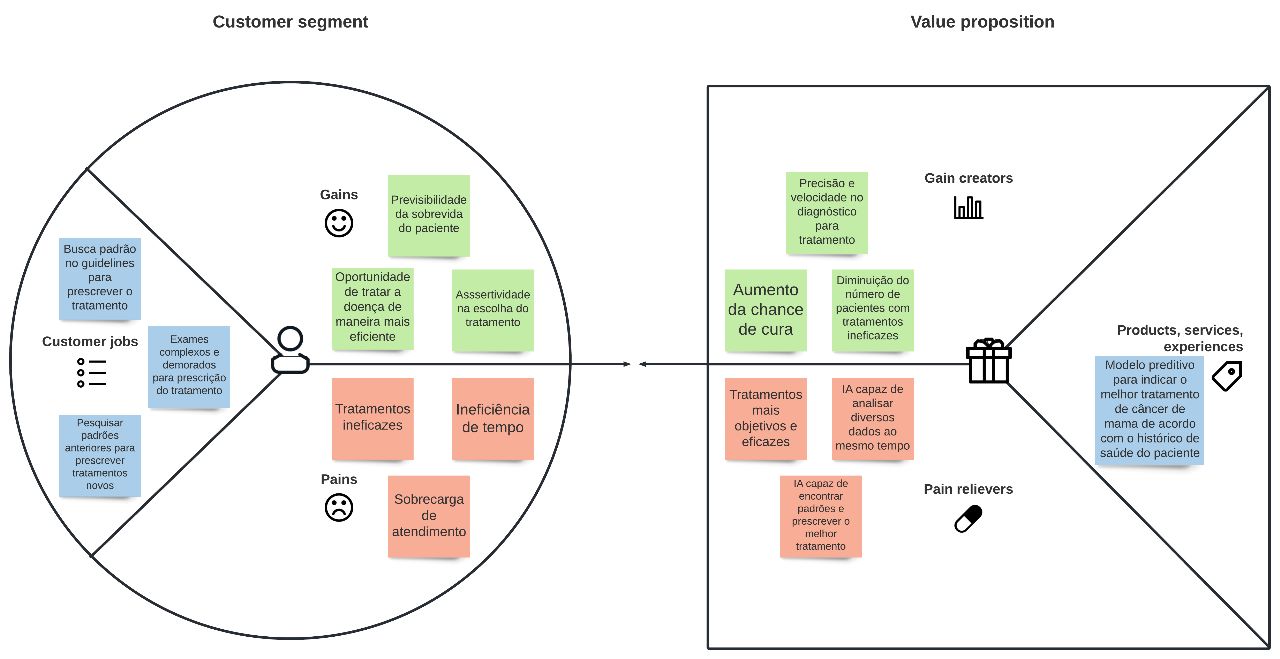 Customer segment
Value proposition
Gains
Previsibilidade
da sobrevida
do paciente
Oportunidade
de tratar a
doença de
maneira mais
eficiente
Asssertividade
na escolha do
tratamento
Busca padrão
no guidelines
para
prescrever o
tratamento
Customer jobs
Exames
complexos e
demorados
para prescrição
do tratamento
Pesquisar
padrões
anteriores para
prescrever
tratamentos
novos
Tratamentos
ineficazes
Ineficiência
de tempo
Pains
Sobrecarga
de
atendimento
Gain creators
Precisão e
velocidade no
diagnóstico
para
tratamento
Aumento
da chance
de cura
Diminuição do
número de
pacientes com
tratamentos
ineficazes
Products, services,
experiences
Modelo preditivo
para indicar o
melhor tratamento
de câncer de
mama de acordo
com o histórico de
saúde do paciente
Tratamentos
mais
objetivos e
eficazes
IA capaz de
analisar
diversos
dados ao
mesmo tempo
Pain relievers
IA capaz de
encontrar
padrões e
prescrever o
melhor
tratamento